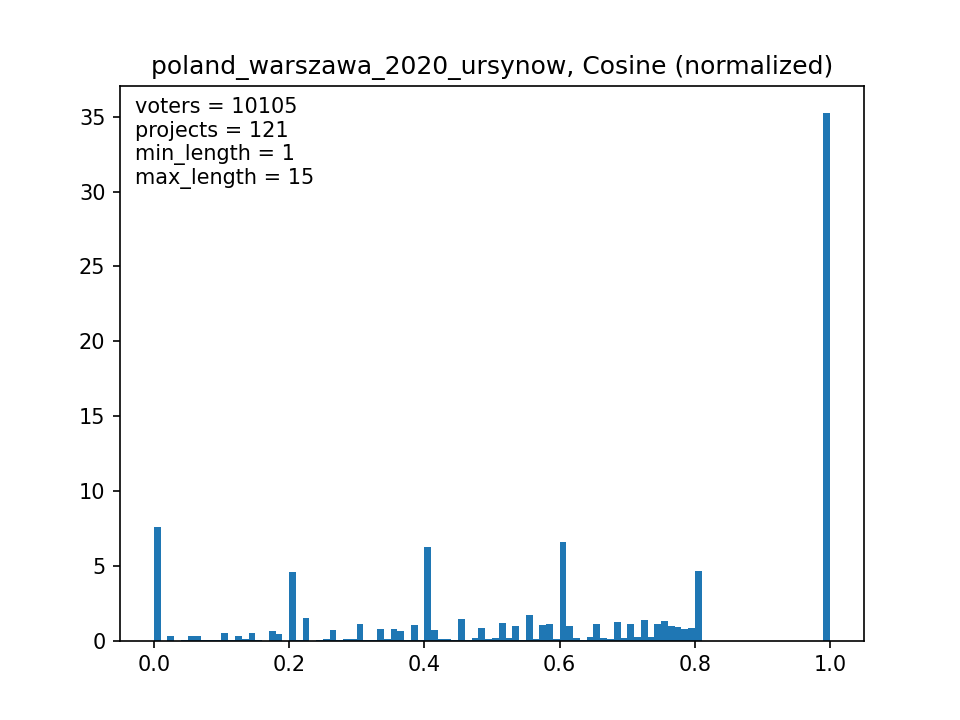 poland_warszawa_2020_ursynow, Cosine (normalized)
voters = 10105
projects = 121
min_length = 1
max_length = 15
35
30
25
20
15
10
5
0
0.0 0.2 0.4 0.6 0.8 1.0